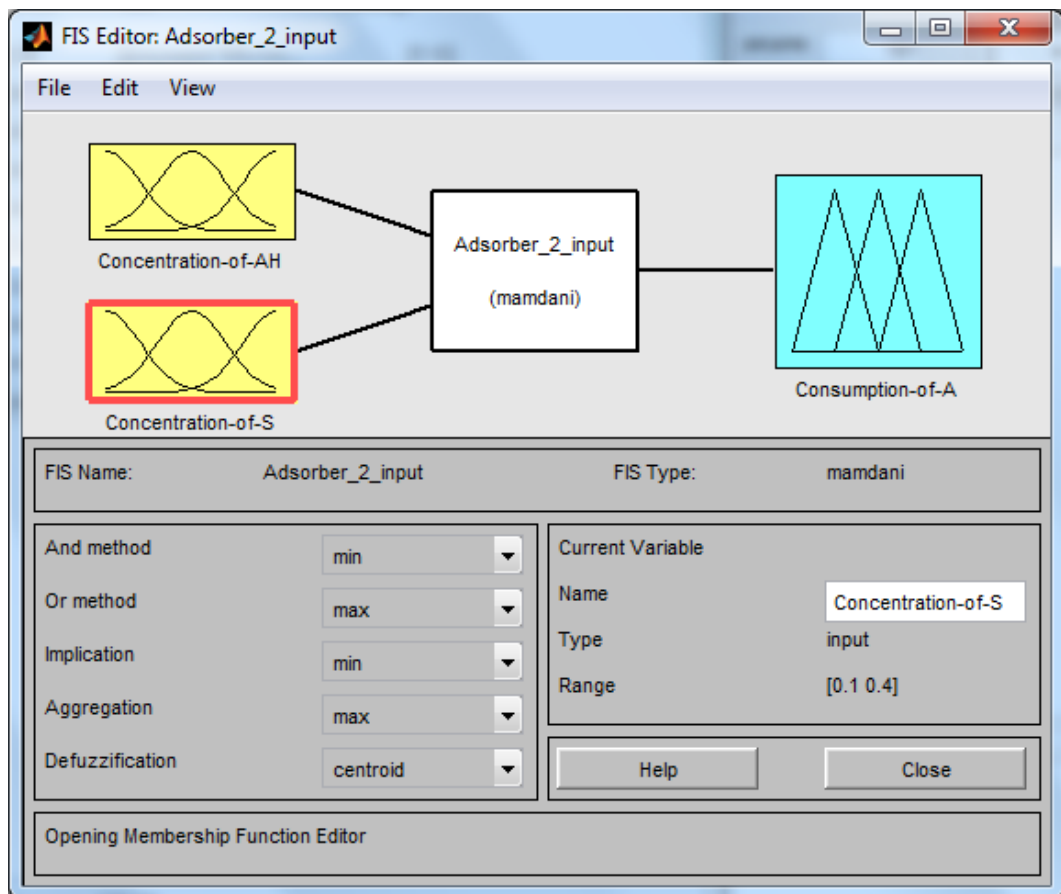 FIS Editor: Adsorber_2_input
File Edit View
Concentration-of-AH
Concentration-of-S
Adsorber_2_input
(mamdani)
Consumption-of-A
FIS Name: Adsorber_2_input FIS Type: mamdani
And method min
Or method max
Implication min
Aggregation max
Defuzzification centroid
Current Variable
Name Concentration-of-S
Type input
Range [0.1 0.4]
Help Close
Opening Membership Function Editor